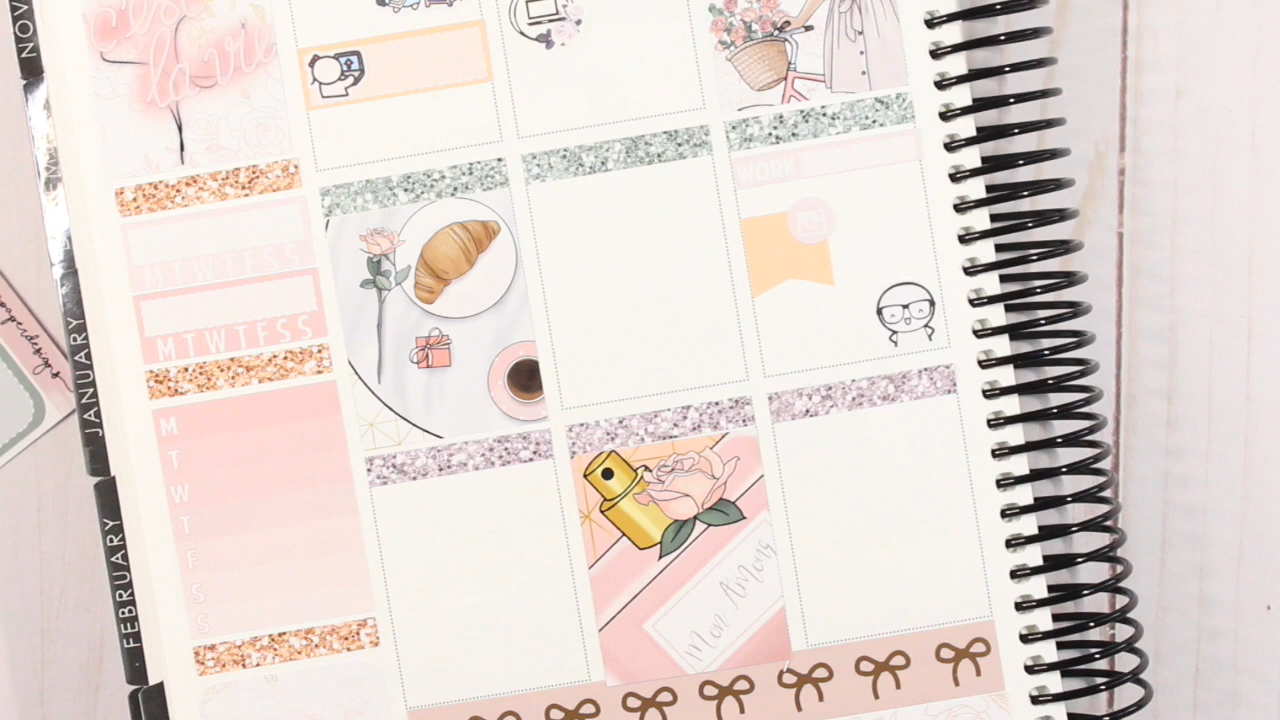 NOV
c'est
la vie
WORK
MTWTFSS
MTWTFSS
JANUARY
M
T
W
T
F
S
S
FEBRUARY
Mon Amour